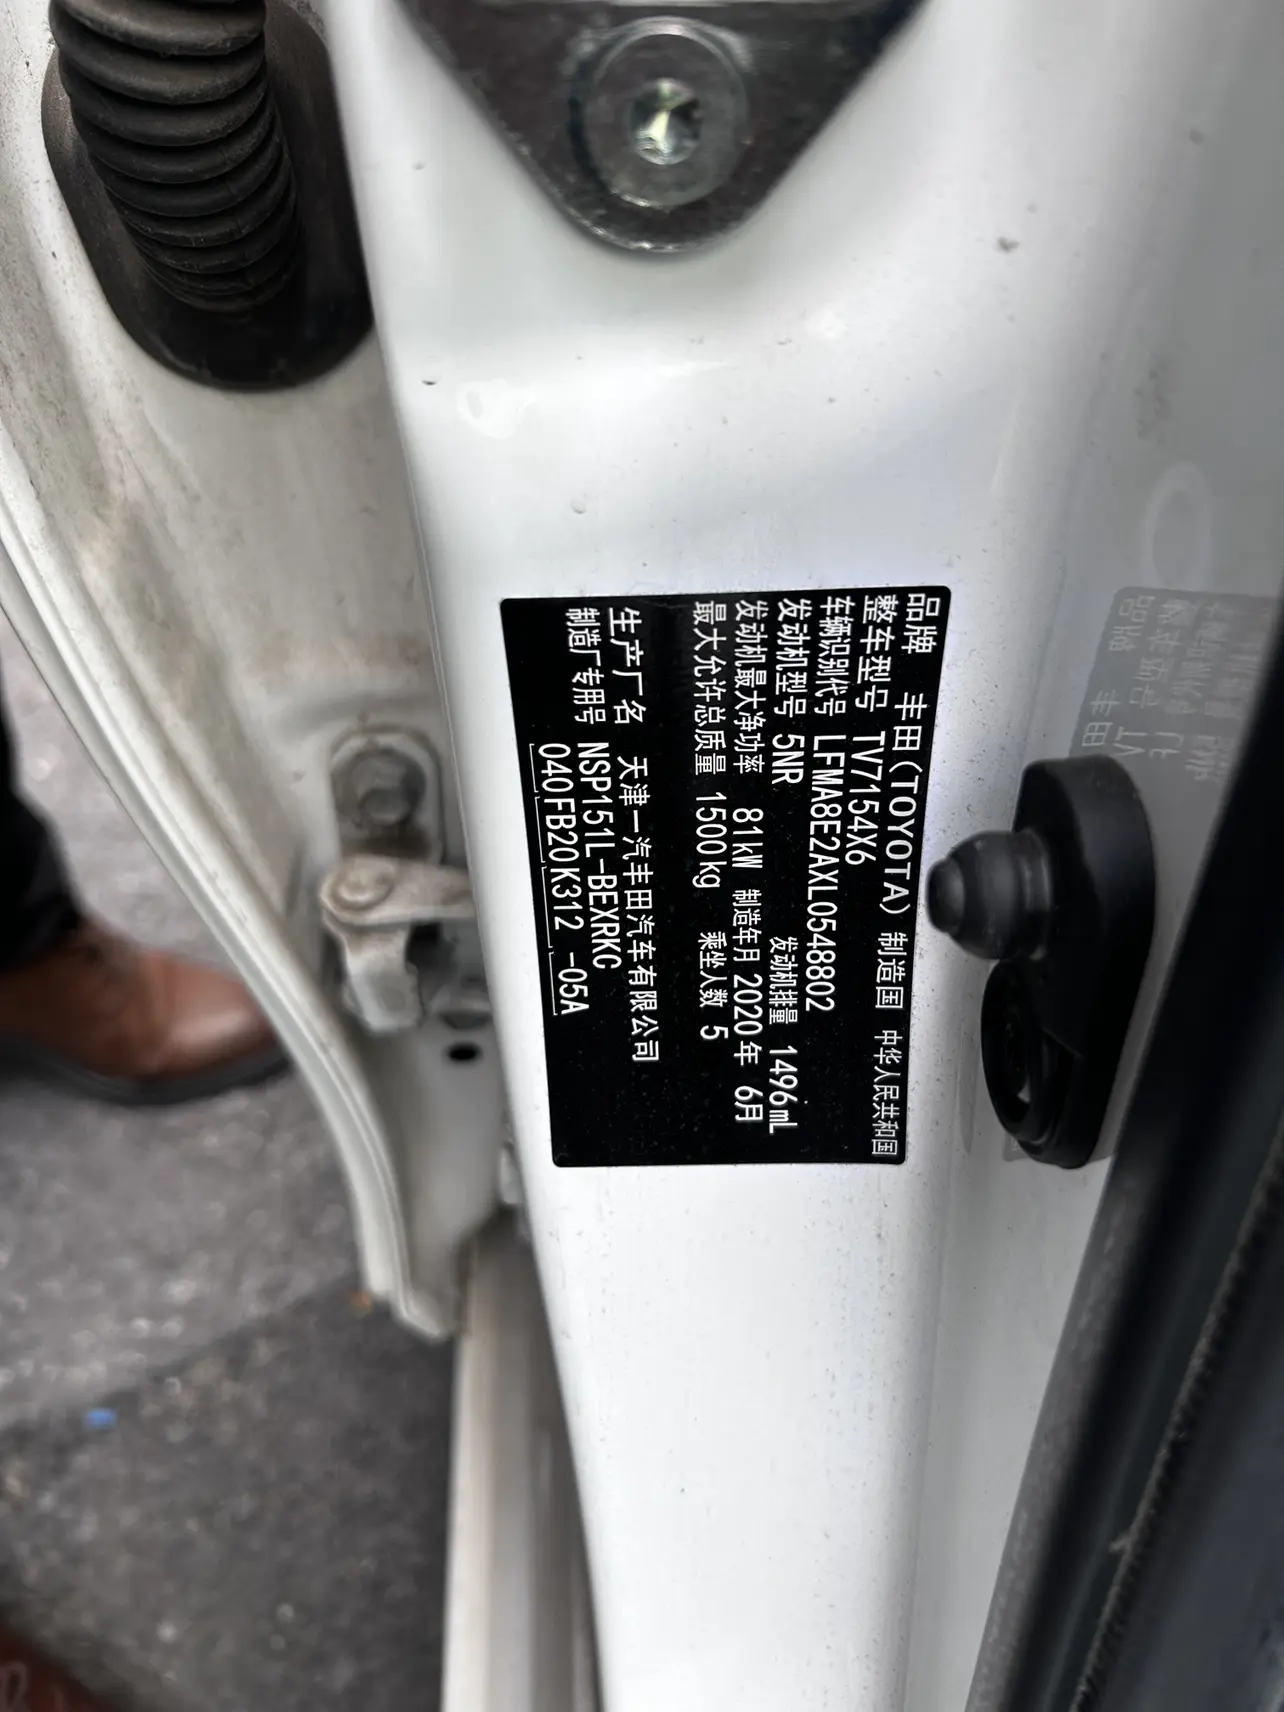 品牌 丰田(TOYOTA) 制造国 中华人民共和国
整车型号 TV7154X6
车辆识别代号 LFMA8E2AXL0548802
发动机型号 5NR 发动机排量 1496mL
发动机最大净功率 81kW 制造年月 2020年 6月
最大允许总质量 1500kg 乘坐人数 5
生产厂名 天津一汽丰田汽车有限公司
制造厂专用号 NSP151L-BEXRKC
040FB20K312 -05A